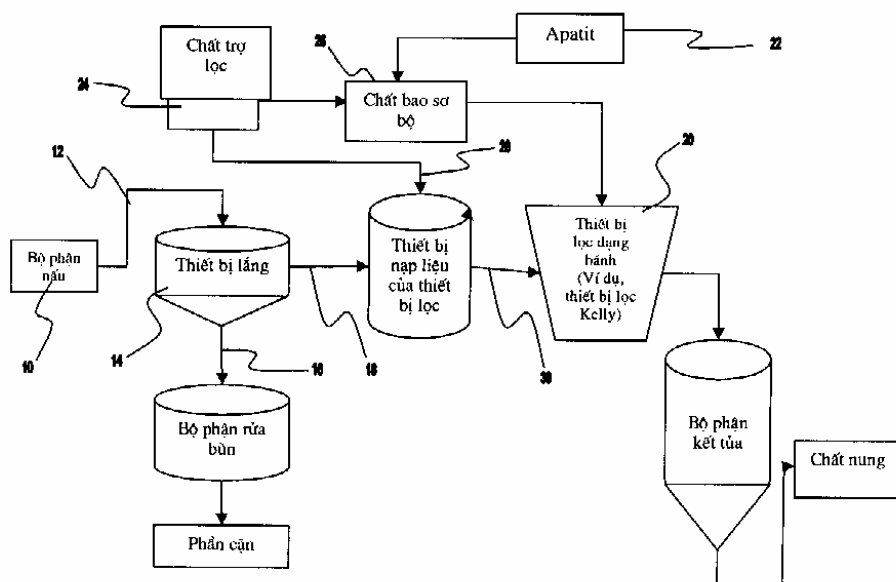 Chất trợ
lọc
26
Apatit
22
24
Chất bao sơ
bộ
12
28
20
Bộ phận
nấu
Thiết bị lắng
Thiết bị
nạp liệu
của thiết
bị lọc
Thiết bị
lọc dạng
bánh
(Ví dụ,
thiết bị lọc
Kelly)
10
14
16
18
30
Bộ phận rửa
bùn
Bộ phận
kết tủa
Chất nung
Phần cặn